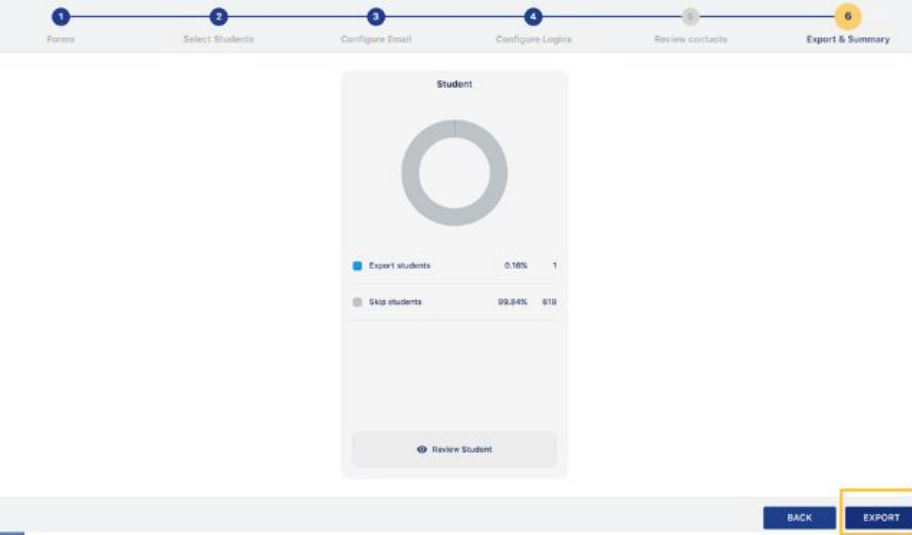 1 2 3 4 5 6
Forms Select Students Configure Email Configure Logins Review contacts Export & Summary
Student
Export students 0.16% 1
Skip students 99.84% 618
Review Student
BACK EXPORT